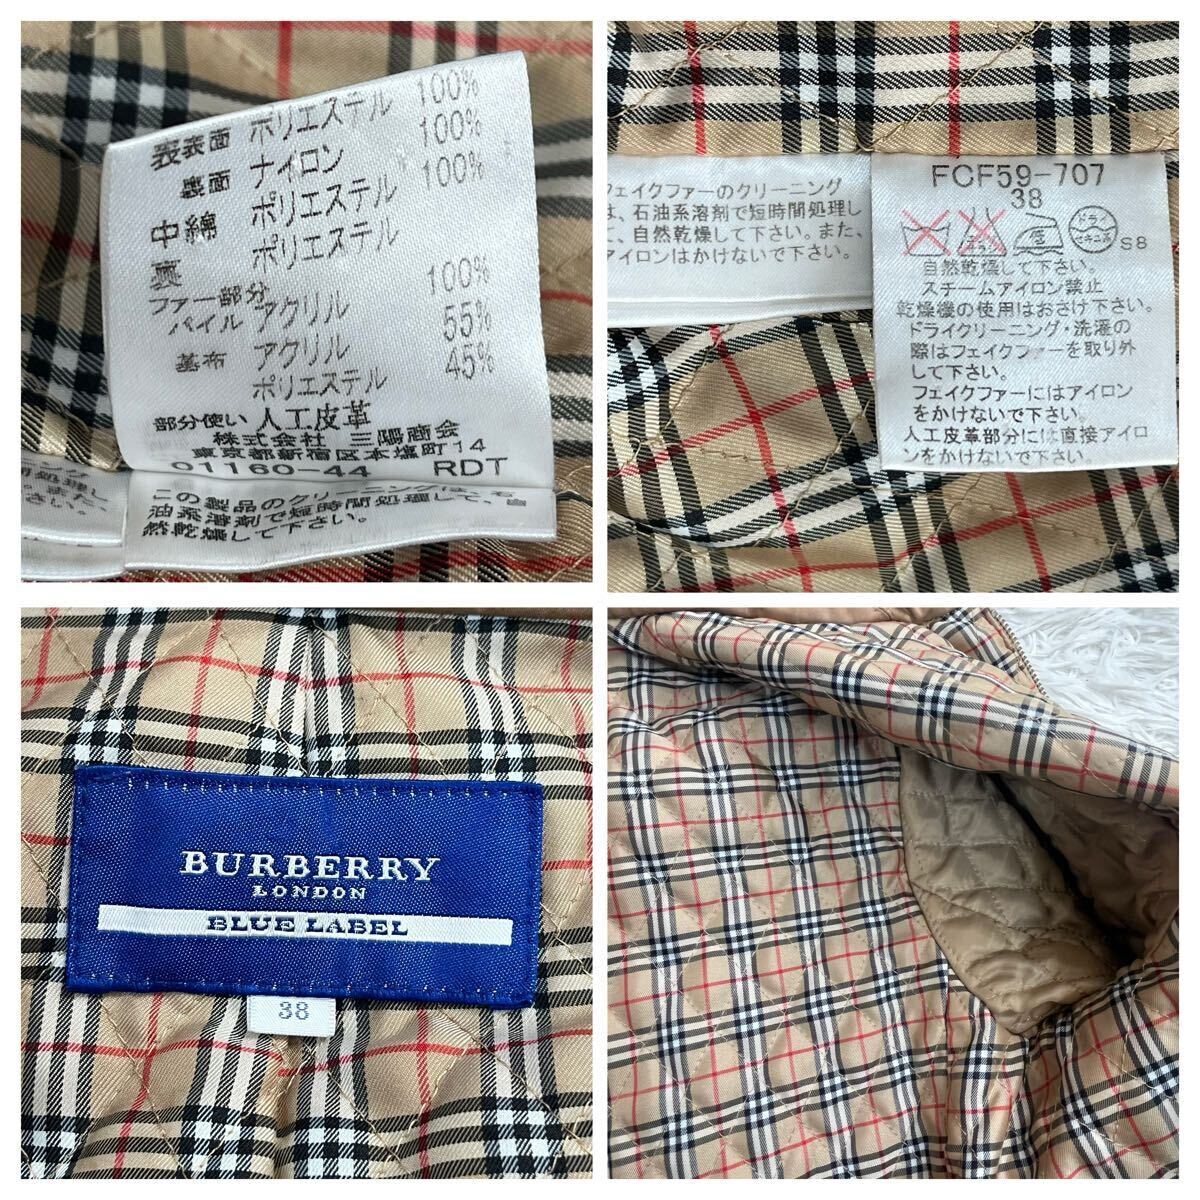 表表面 ポリエステル 100%
裏面 ナイロン 100%
中綿 ポリエステル 100%
裏 ポリエステル
ファー部分
パイル アクリル 100%
基布 アクリル 55%
ポリエステル 45%
部分使い 人工皮革
株式会社 三陽商会
東京都新宿区本塩町14
01160-44 RDT
この製品のクリーニングは、石
油系溶剤で短時間処理して、自
然乾燥して下さい。
フェイクファーのクリーニング
は、石油系溶剤で短時間処理し
て、自然乾燥して下さい。また、
アイロンはかけないで下さい。
FCF59-707
38
ドライ
セキユ系
S8
自然乾燥して下さい。
スチームアイロン禁止
乾燥機の使用はおさけ下さい。
ドライクリーニング・洗濯の
際はフェイクファーを取り外
して下さい。
フェイクファーにはアイロン
をかけないで下さい。
人工皮革部分には直接アイロ
ンをかけないで下さい。
BURBERRY
LONDON
BLUE LABEL
38